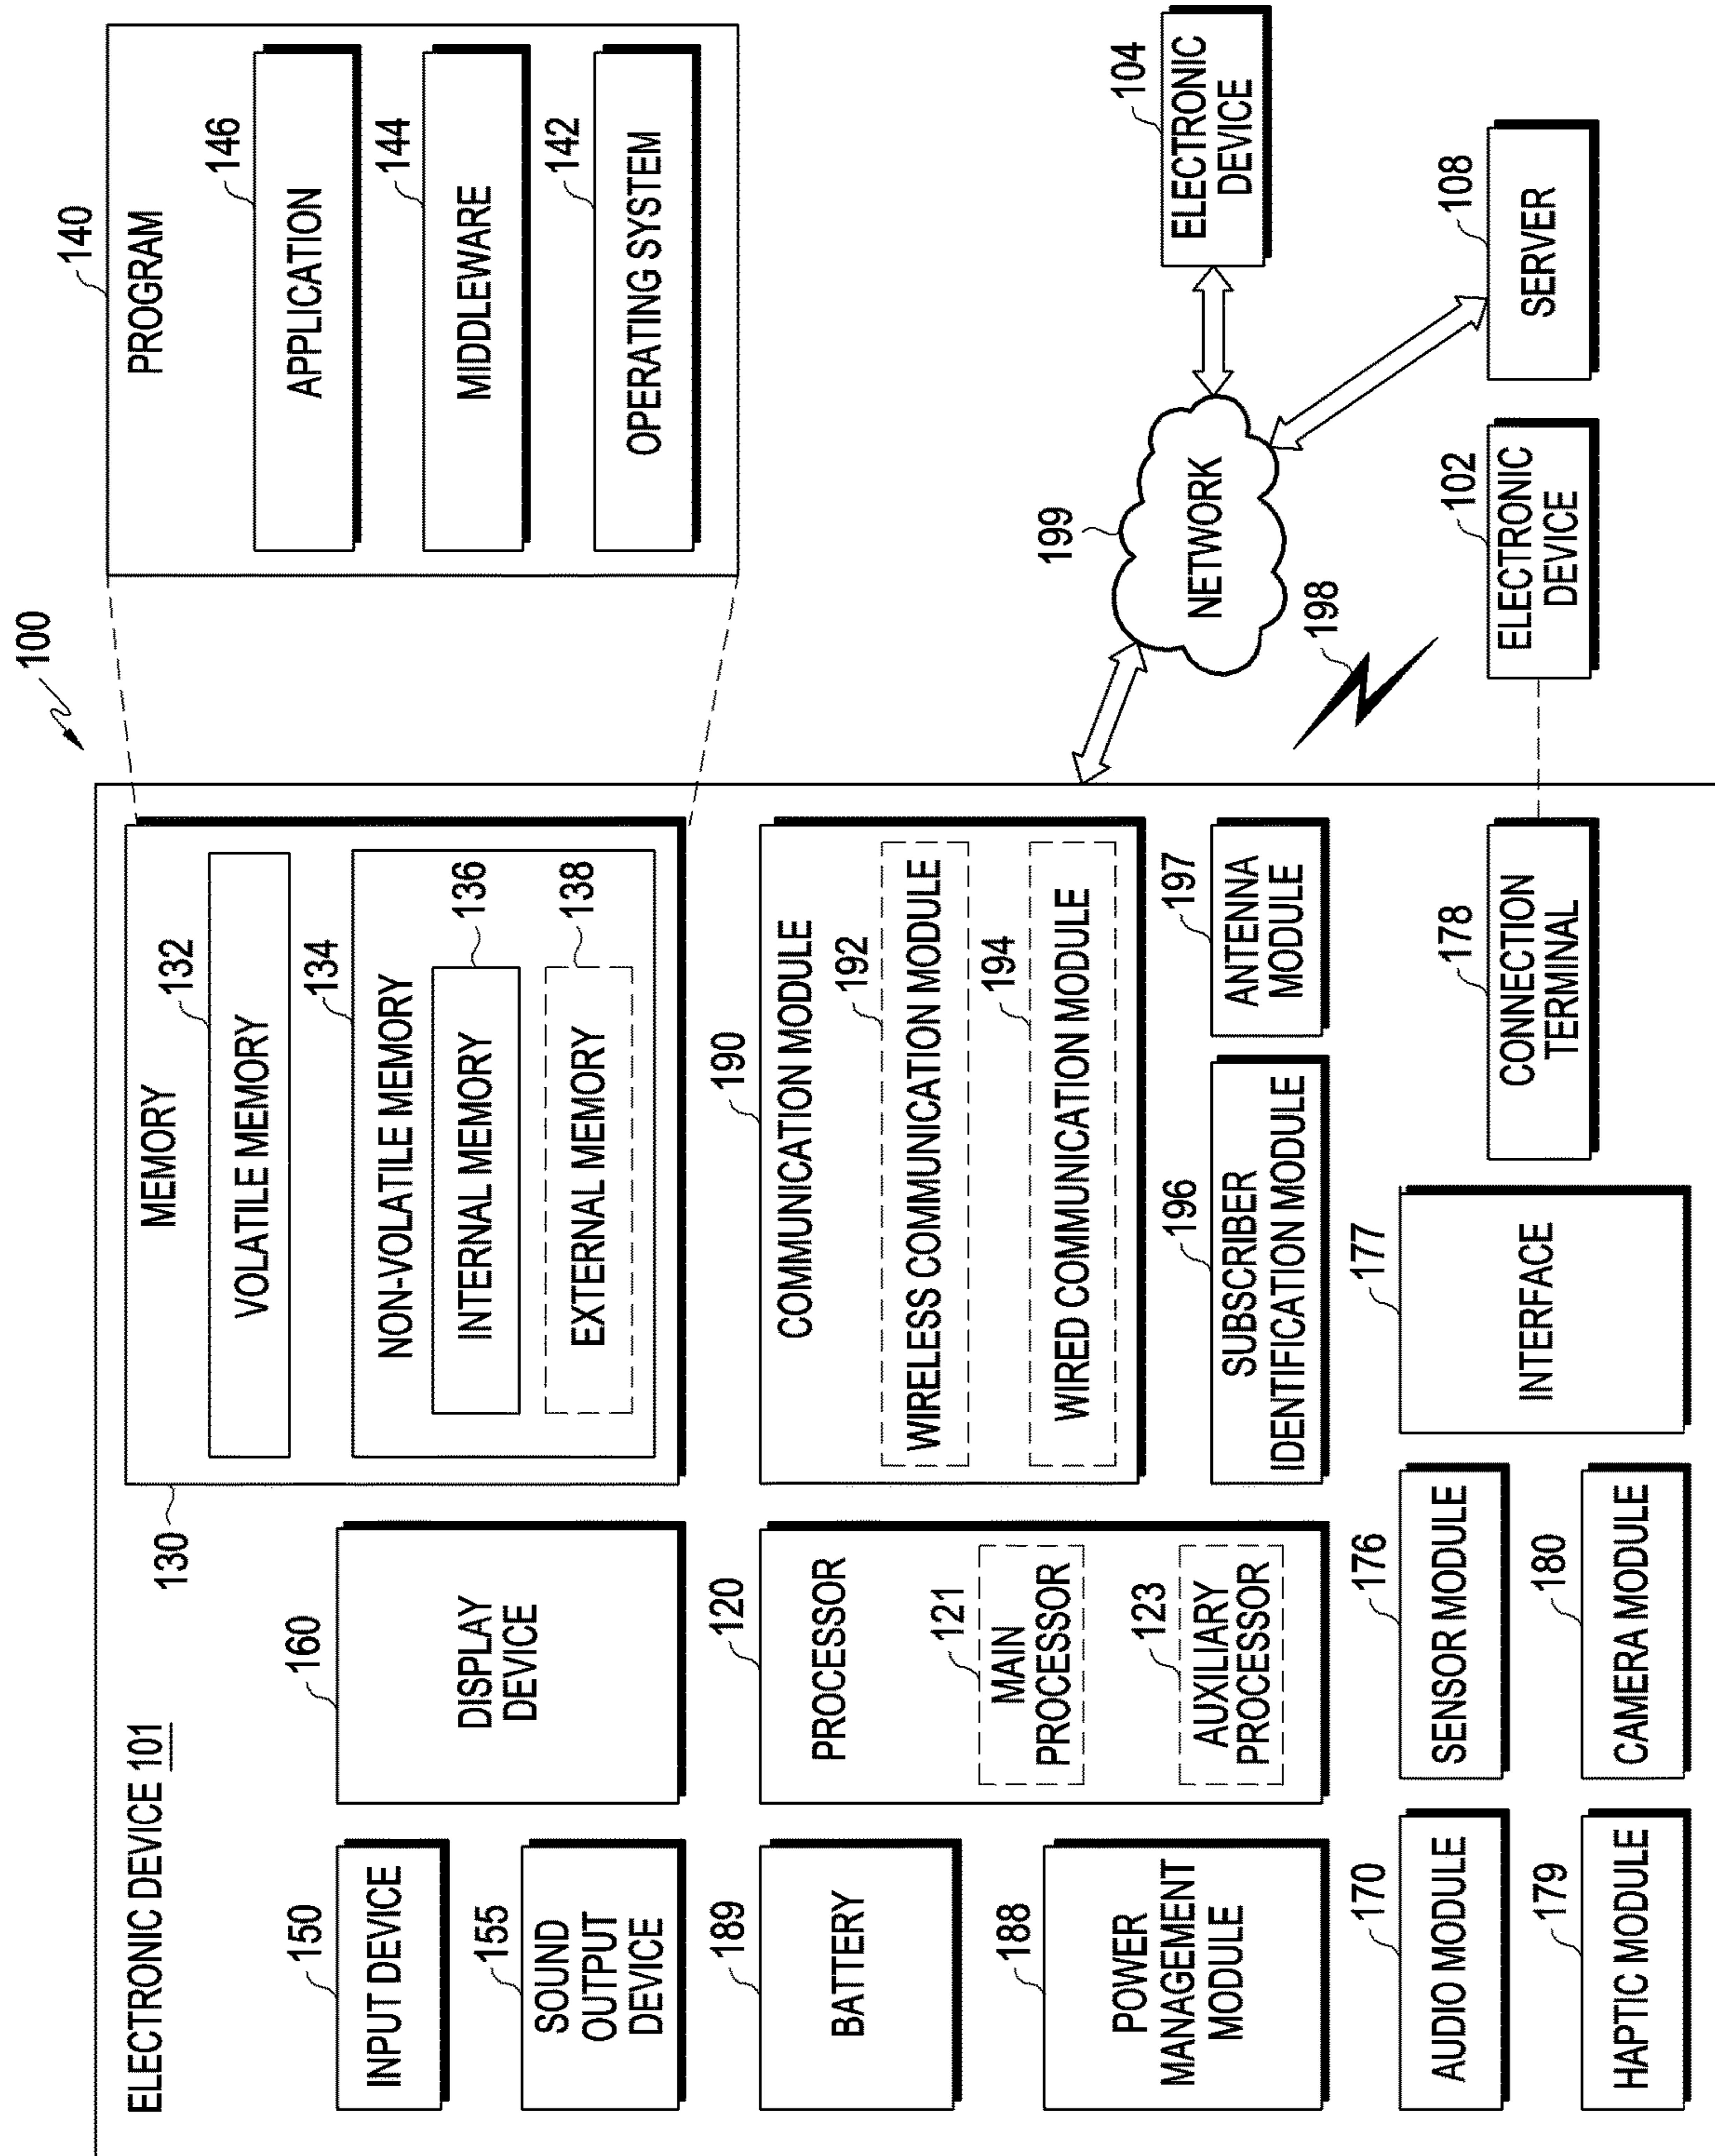 100
ELECTRONIC DEVICE 101
130
MEMORY
132
VOLATILE MEMORY
134
NON-VOLATILE MEMORY
136
INTERNAL MEMORY
138
EXTERNAL MEMORY
140
PROGRAM
146
APPLICATION
144
MIDDLEWARE
142
OPERATING SYSTEM
150
INPUT DEVICE
155
SOUND
OUTPUT
DEVICE
160
DISPLAY
DEVICE
189
BATTERY
188
POWER
MANAGEMENT
MODULE
120
PROCESSOR
121
MAIN
PROCESSOR
123
AUXILIARY
PROCESSOR
190
COMMUNICATION MODULE
192
WIRELESS COMMUNICATION MODULE
194
WIRED COMMUNICATION MODULE
196
SUBSCRIBER
IDENTIFICATION MODULE
197
ANTENNA
MODULE
170
AUDIO MODULE
176
SENSOR MODULE
179
HAPTIC MODULE
180
CAMERA MODULE
177
INTERFACE
178
CONNECTION
TERMINAL
199
NETWORK
198
104
ELECTRONIC
DEVICE
102
ELECTRONIC
DEVICE
108
SERVER